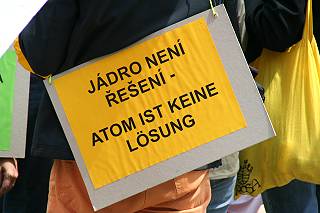 JÁDRO NENÍ
ŘEŠENÍ -
ATOM IST KEINE
LÖSUNG